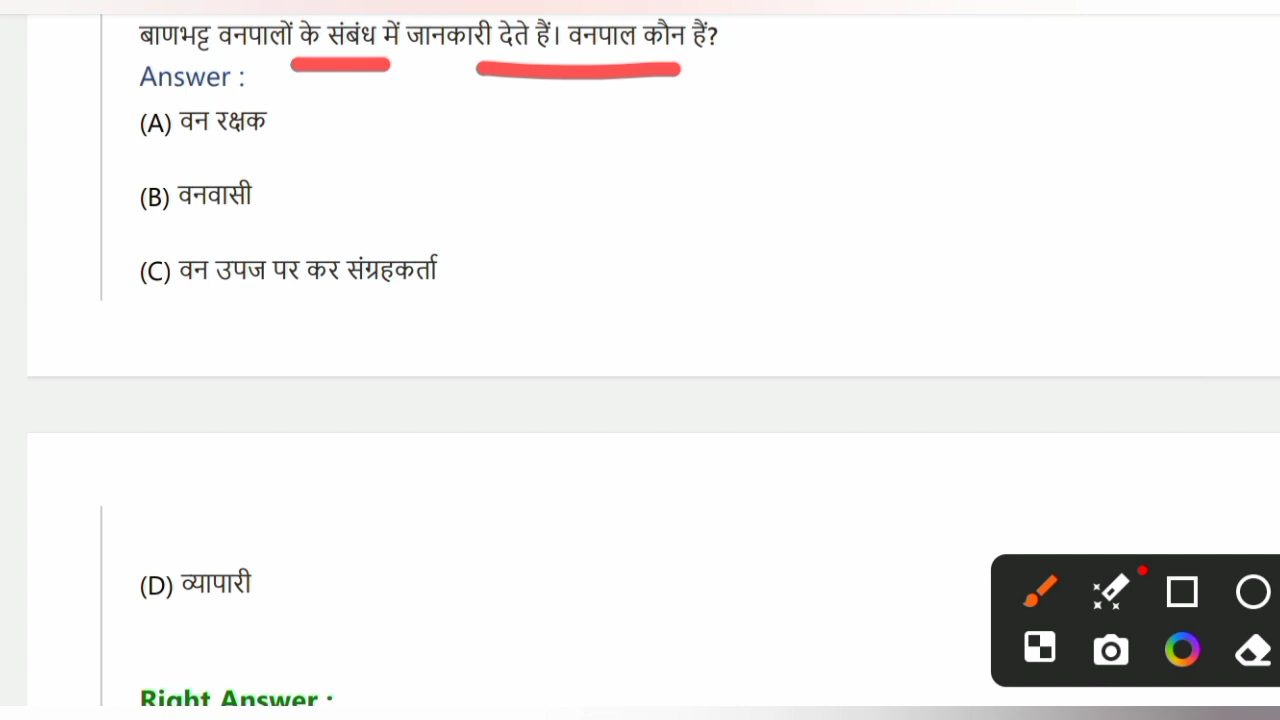 बाणभट्ट वनपालों के संबंध में जानकारी देते हैं। वनपाल कौन हैं?
Answer :
(A) वन रक्षक
(B) वनवासी
(C) वन उपज पर कर संग्रहकर्ता
(D) व्यापारी
Right Answer :